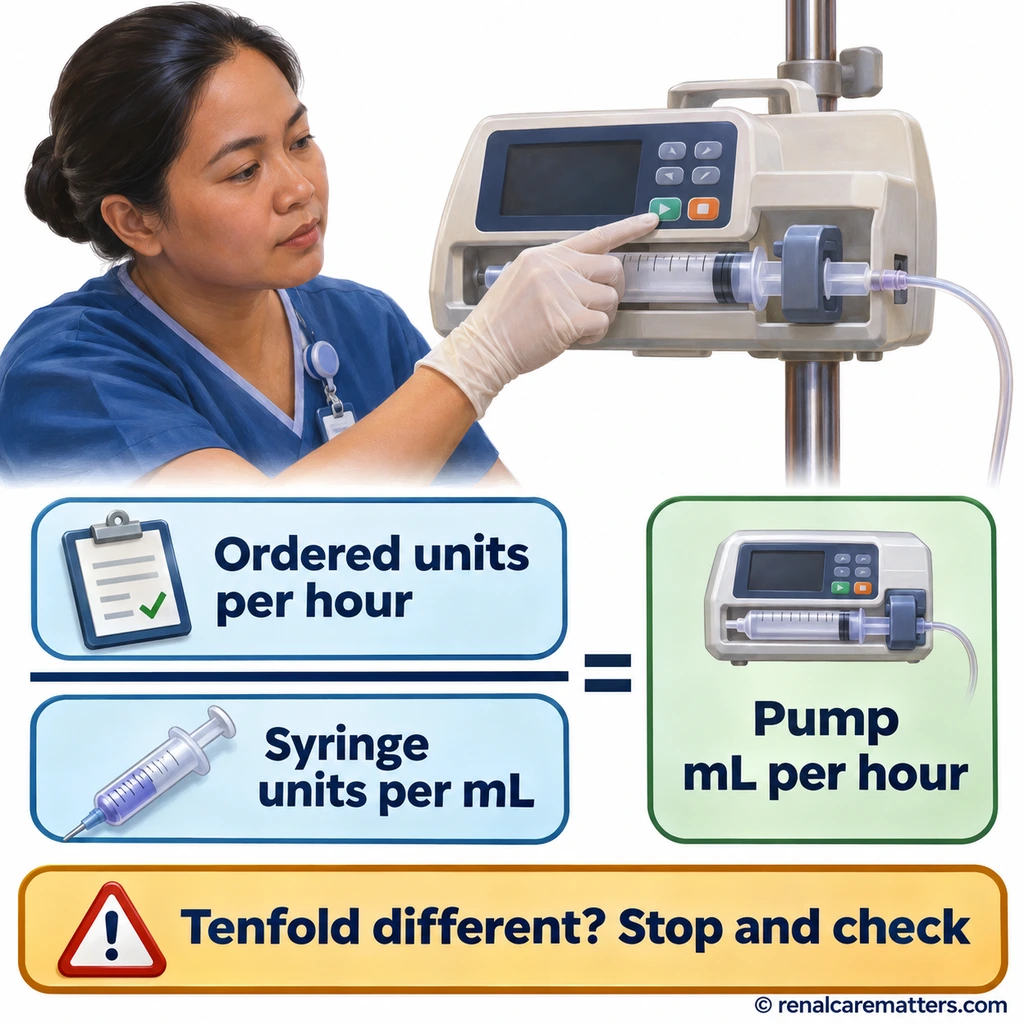 Ordered units
per hour
Syringe
units per mL
=
Pump
mL per hour
Tenfold different? Stop and check
© renalcarematters.com